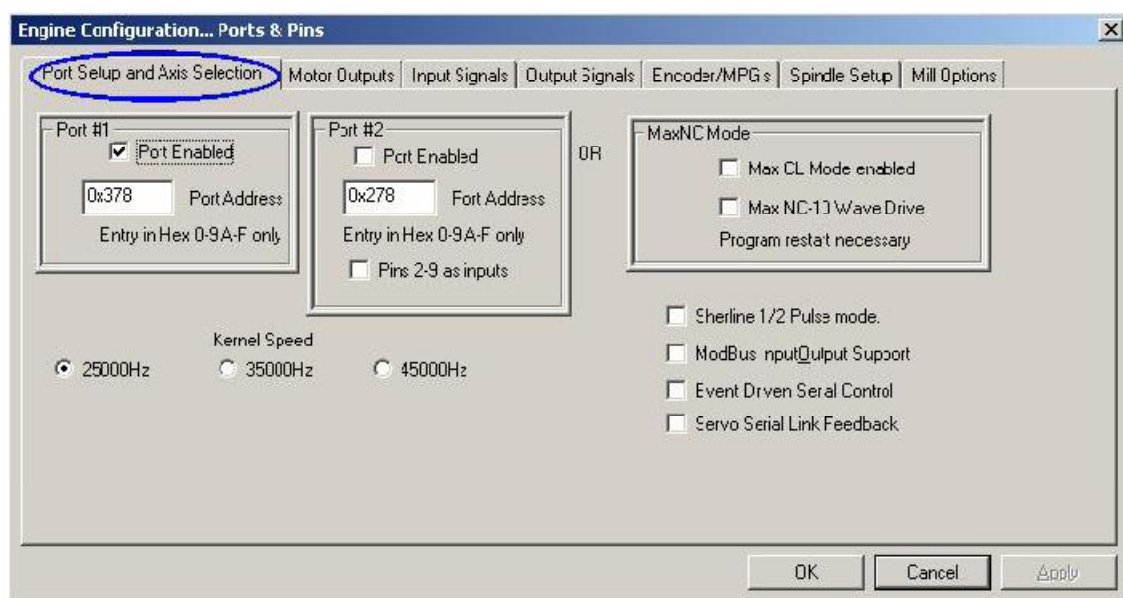 Engine Configuration... Ports & Pins
Port Setup and Axis Selection Motor Outputs Input Signals Output Signals Encoder/MPG's Spindle Setup Mill Options
Port #1
Port Enabled
0x378 Port Address
Entry in Hex 0-9A-F only
Port #2
Port Enabled
0x278 Port Address
Entry in Hex 0-9A-F only
Pins 2-9 as inputs
OR
MaxNC Mode
Max CL Mode enabled
Max NC-10 Wave Drive
Program restart necessary
Kernel Speed
25000Hz 35000Hz 45000Hz
Sherline 1/2 Pulse mode.
ModBus InputOutput Support
Event Driven Serial Control
Servo Serial Link Feedback
OK Cancel Apply